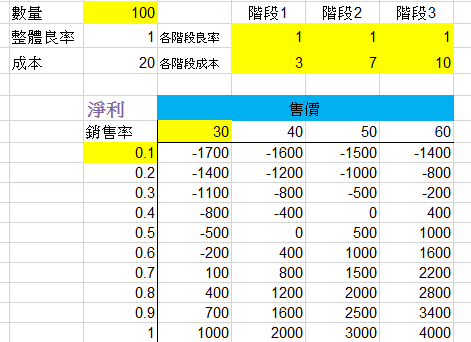 數量 100 階段1 階段2 階段3
整體良率 1 各階段良率 1 1 1
成本 20 各階段成本 3 7 10
淨利 售價
銷售率 30 40 50 60
0.1 -1700 -1600 -1500 -1400
0.2 -1400 -1200 -1000 -800
0.3 -1100 -800 -500 -200
0.4 -800 -400 0 400
0.5 -500 0 500 1000
0.6 -200 400 1000 1600
0.7 100 800 1500 2200
0.8 400 1200 2000 2800
0.9 700 1600 2500 3400
1 1000 2000 3000 4000